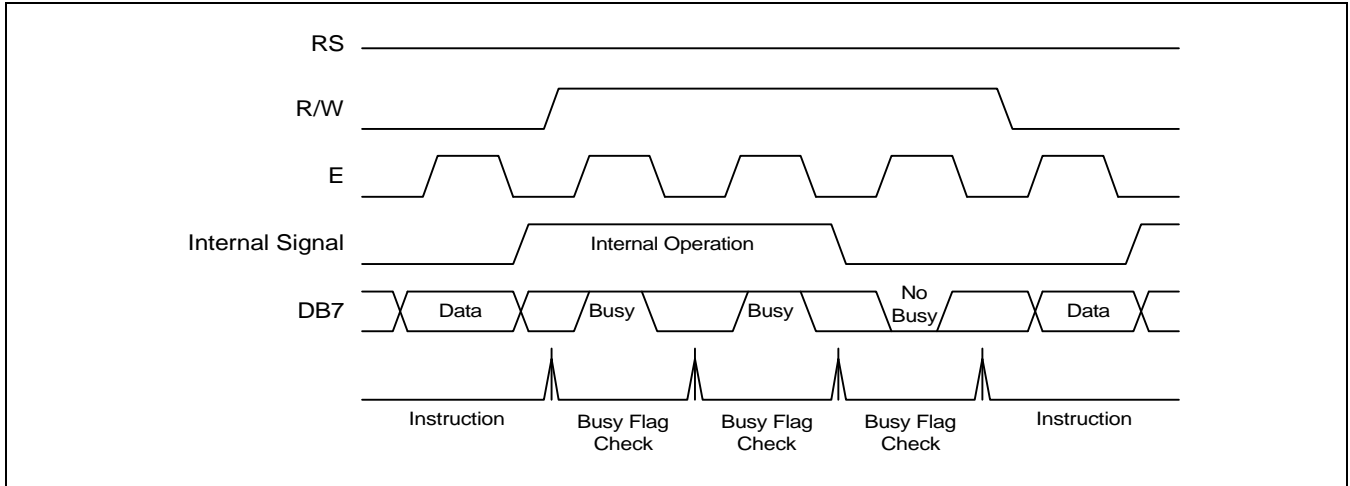 RS
R/W
E
Internal Signal
Internal Operation
DB7
Data
Busy
Busy
No
Busy
Data
Instruction
Busy Flag
Check
Busy Flag
Check
Busy Flag
Check
Instruction